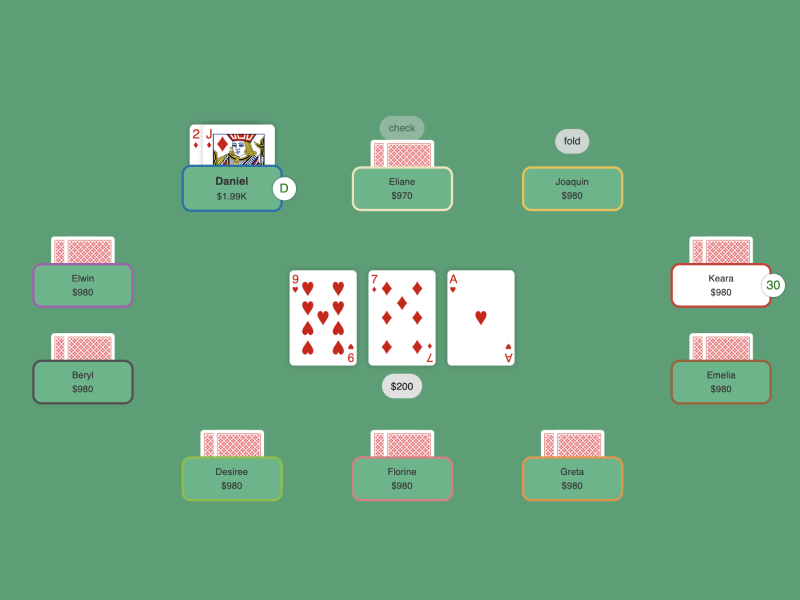 check
fold
2
J
Daniel
$1.99K
D
Eliane
$970
Joaquin
$980
Elwin
$980
Keara
$980
30
9
7
A
9
7
A
Beryl
$980
$200
Emelia
$980
Desiree
$980
Florine
$980
Greta
$980